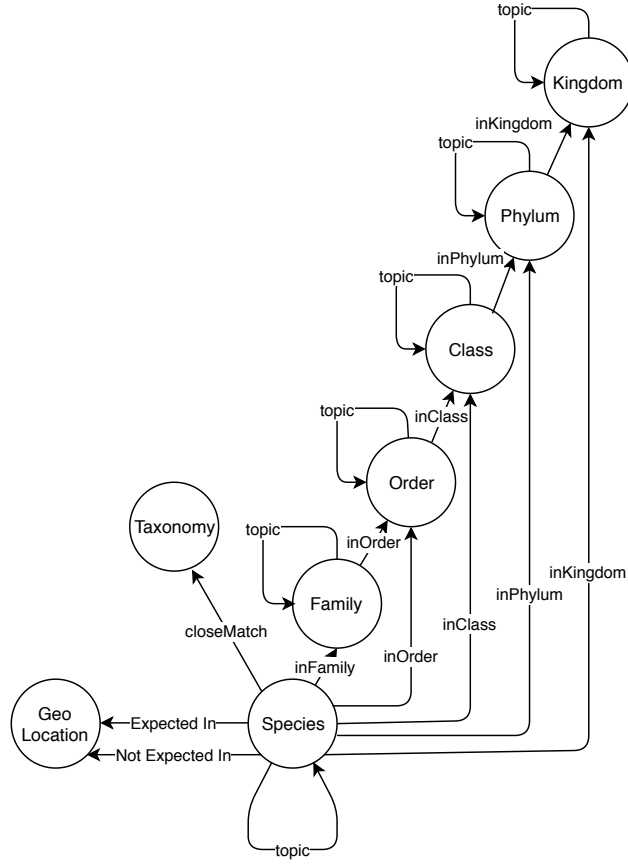 topic
Kingdom
inKingdom
topic
Phylum
inPhylum
topic
Class
topic
inClass
Order
Taxonomy
topic
inOrder
inKingdom
inPhylum
Family
closeMatch
inClass
inOrder
inFamily
Geo
Location
Expected In
Species
Not Expected In
topic